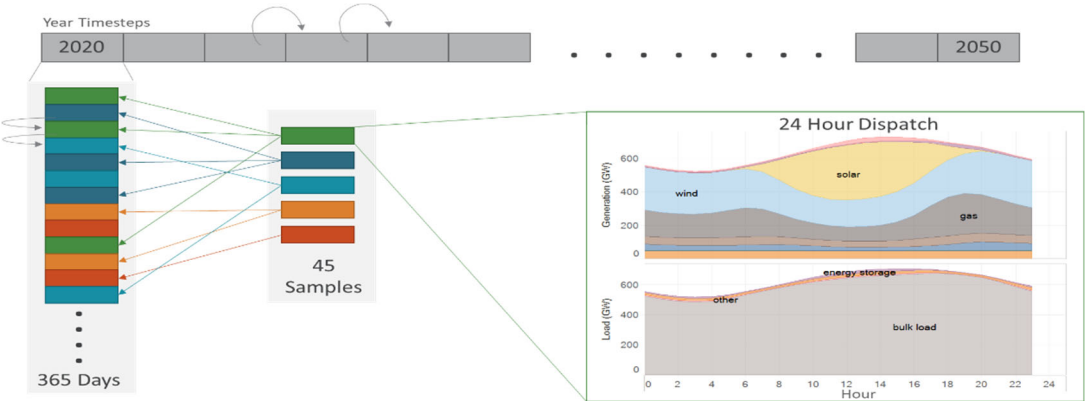 Year Timesteps
2020
2050
45
Samples
365 Days
24 Hour Dispatch
Generation (GW)
600
400
200
0
solar
wind
gas
Load (GW)
600
400
200
0
energy storage
other
bulk load
0 2 4 6 8 10 12 14 16 18 20 22 24
Hour